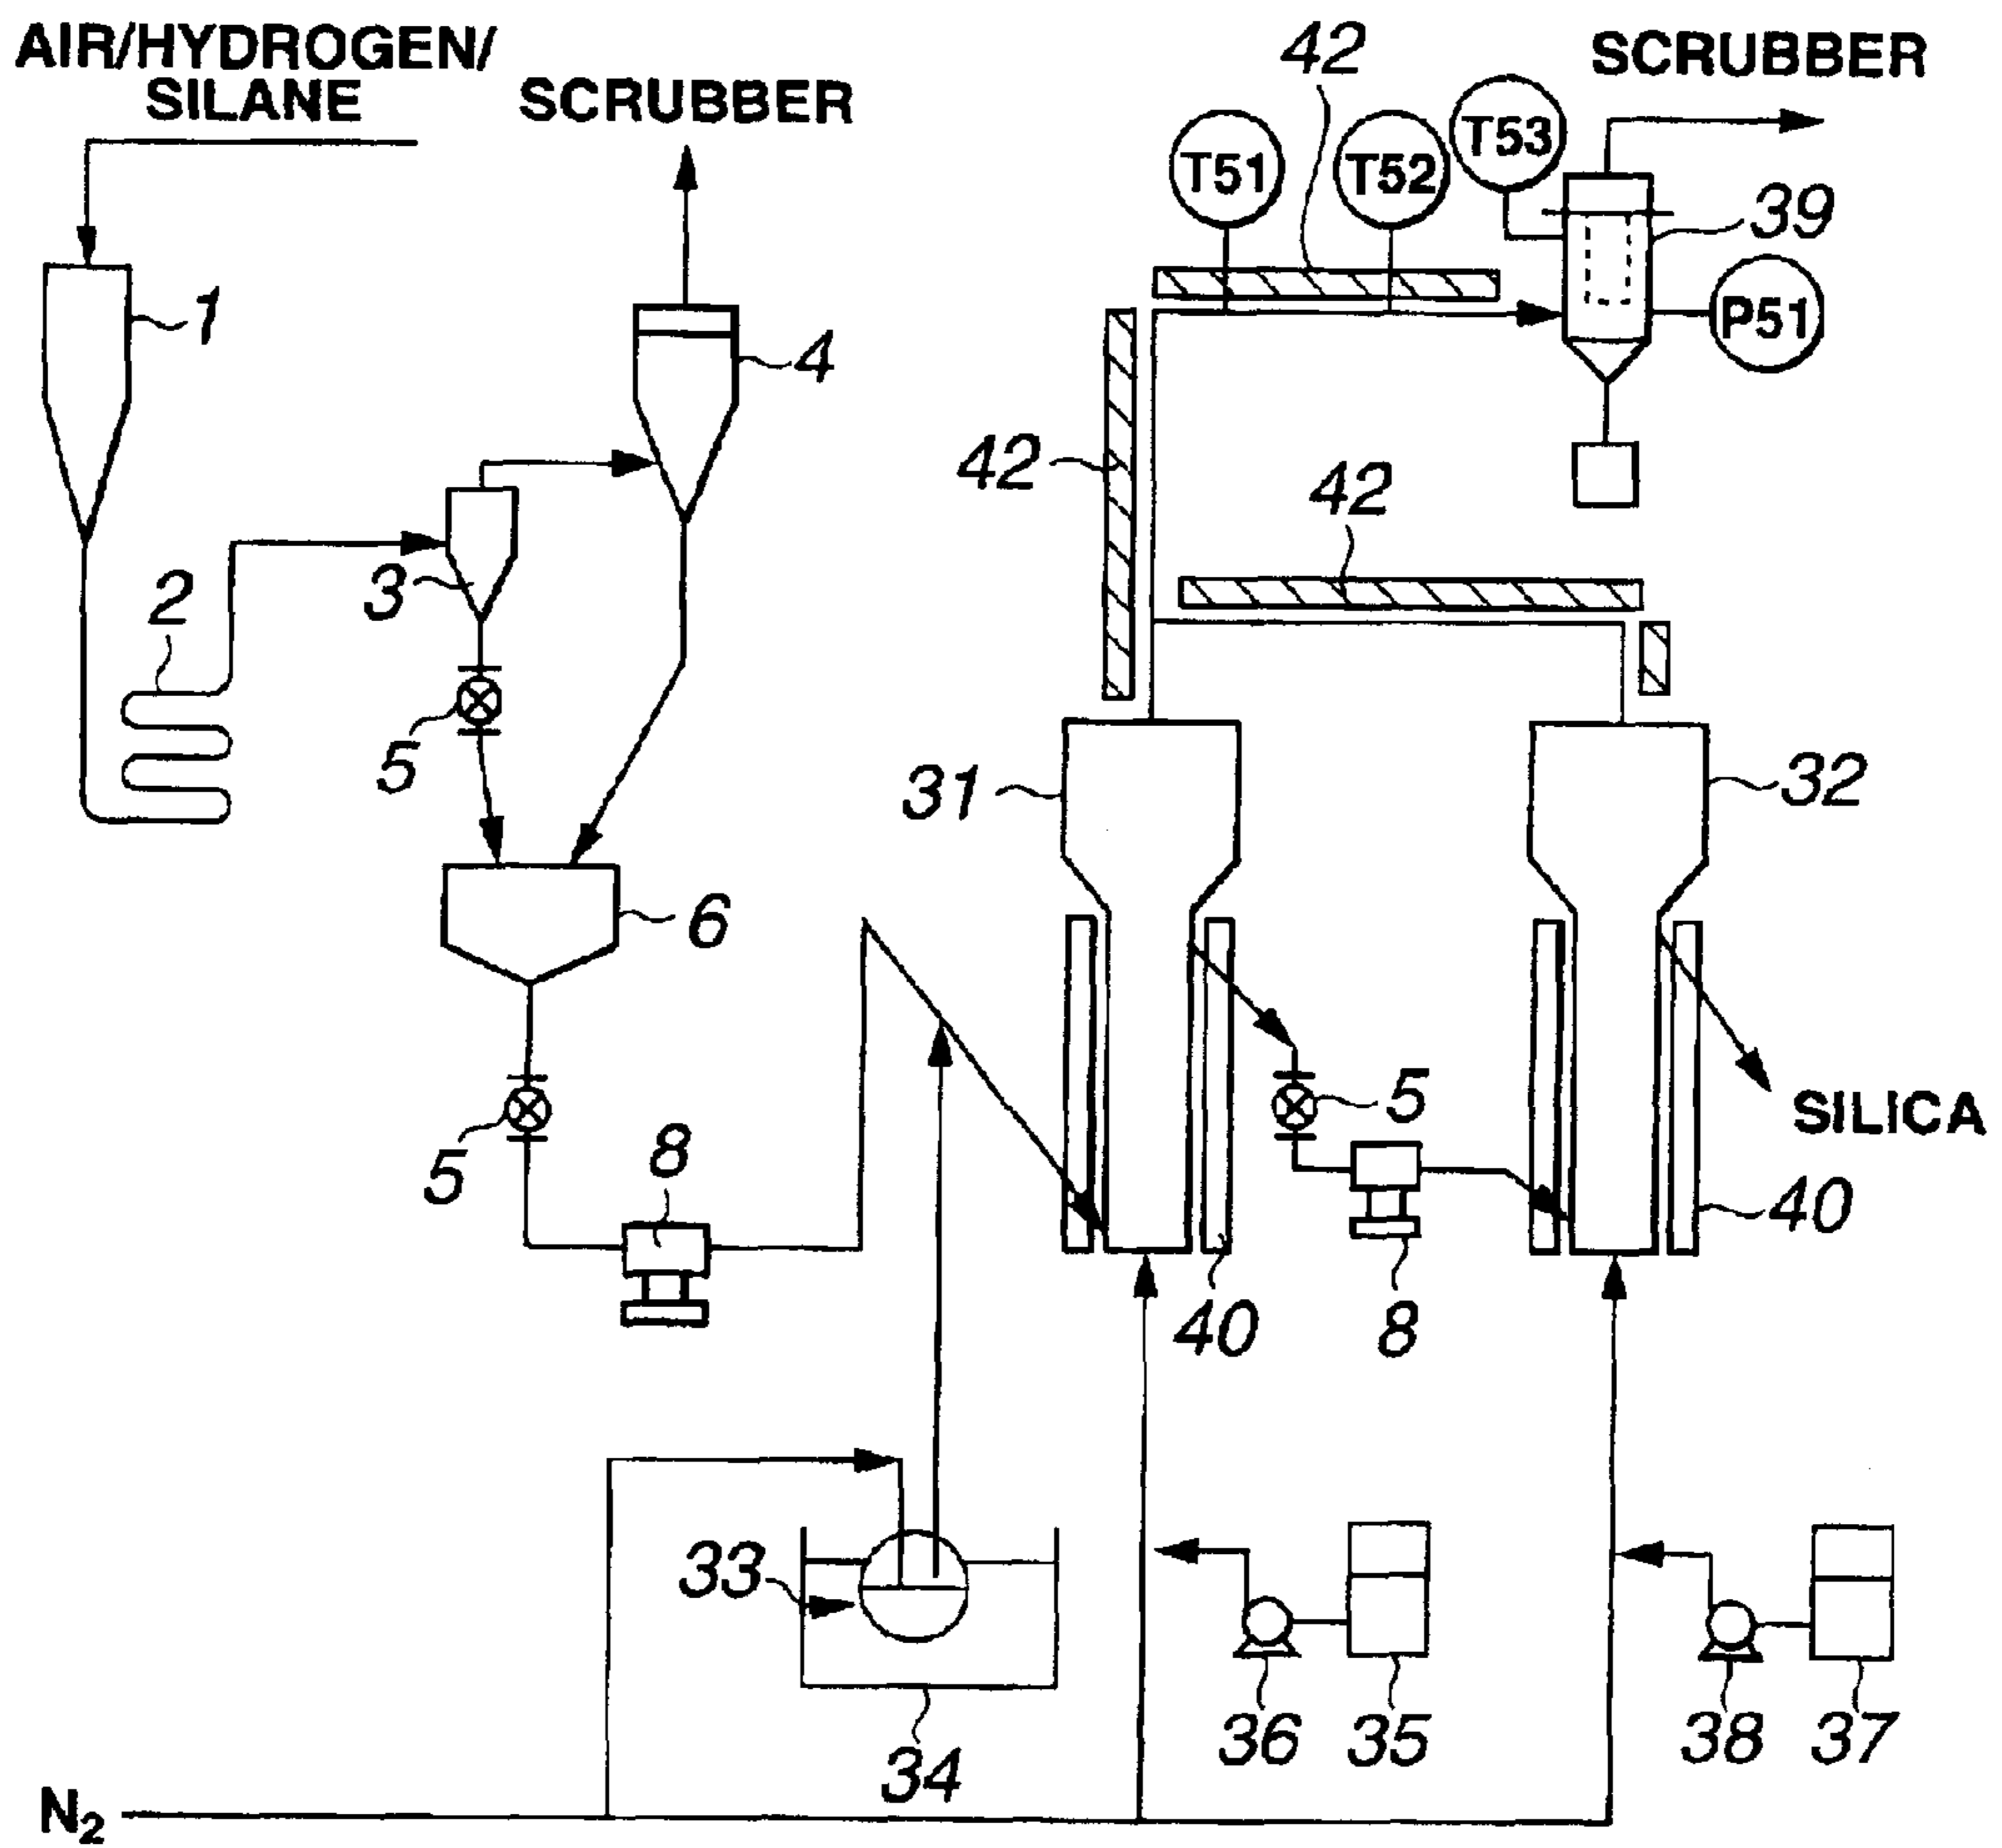 AIR/HYDROGEN/
SILANE
SCRUBBER
42
SCRUBBER
T51
T52
T53
39
P51
1
4
42
42
2
3
5
31
32
6
5
8
5
SILICA
40
40
8
33
34
36
35
38
37
N₂